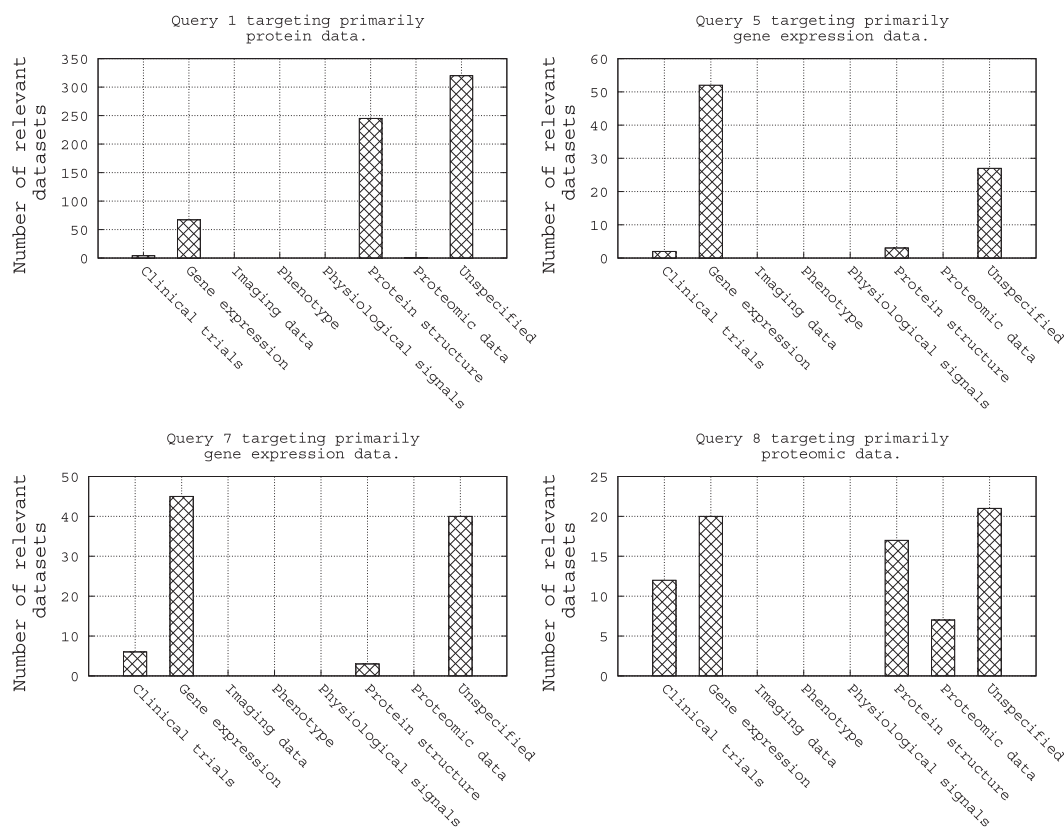 Query 1 targeting primarily
protein data.
Number of relevant
datasets
350
300
250
200
150
100
50
0
Clinical trials
Gene expression
Imaging data
Phenotype
Physiological signals
Protein structure
Proteomic data
Unspecified
Query 5 targeting primarily
gene expression data.
Number of relevant
datasets
60
50
40
30
20
10
0
Clinical trials
Gene expression
Imaging data
Phenotype
Physiological signals
Protein structure
Proteomic data
Unspecified
Query 7 targeting primarily
gene expression data.
Number of relevant
datasets
50
40
30
20
10
0
Clinical trials
Gene expression
Imaging data
Phenotype
Physiological signals
Protein structure
Proteomic data
Unspecified
Query 8 targeting primarily
proteomic data.
Number of relevant
datasets
25
20
15
10
5
0
Clinical trials
Gene expression
Imaging data
Phenotype
Physiological signals
Protein structure
Proteomic data
Unspecified